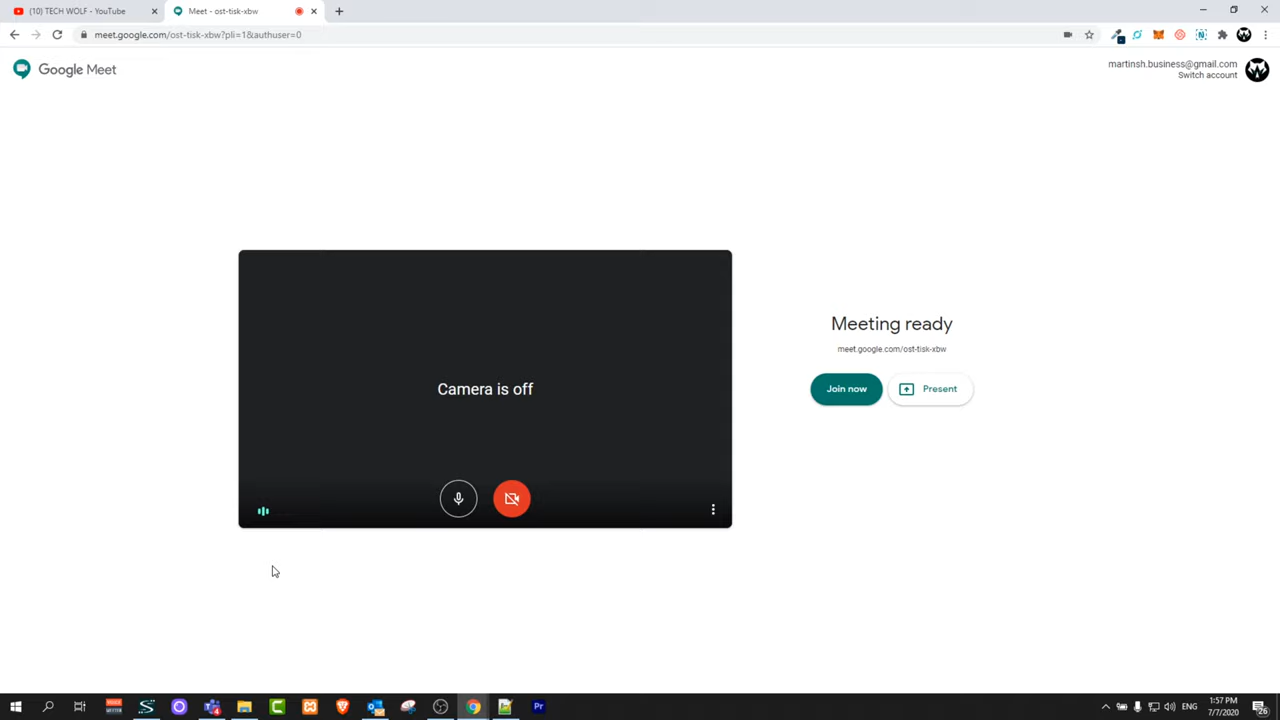 (10) TECH WOLF - YouTube
Meet - ost-tisk-xbw
meet.google.com/ost-tisk-xbw?pli=1&authuser=0
Google Meet
martinsh.business@gmail.com
Switch account
Meeting ready
meet.google.com/ost-tisk-xbw
Camera is off
Join now
Present
ENG
1:57 PM
7/7/2020
26
Pr